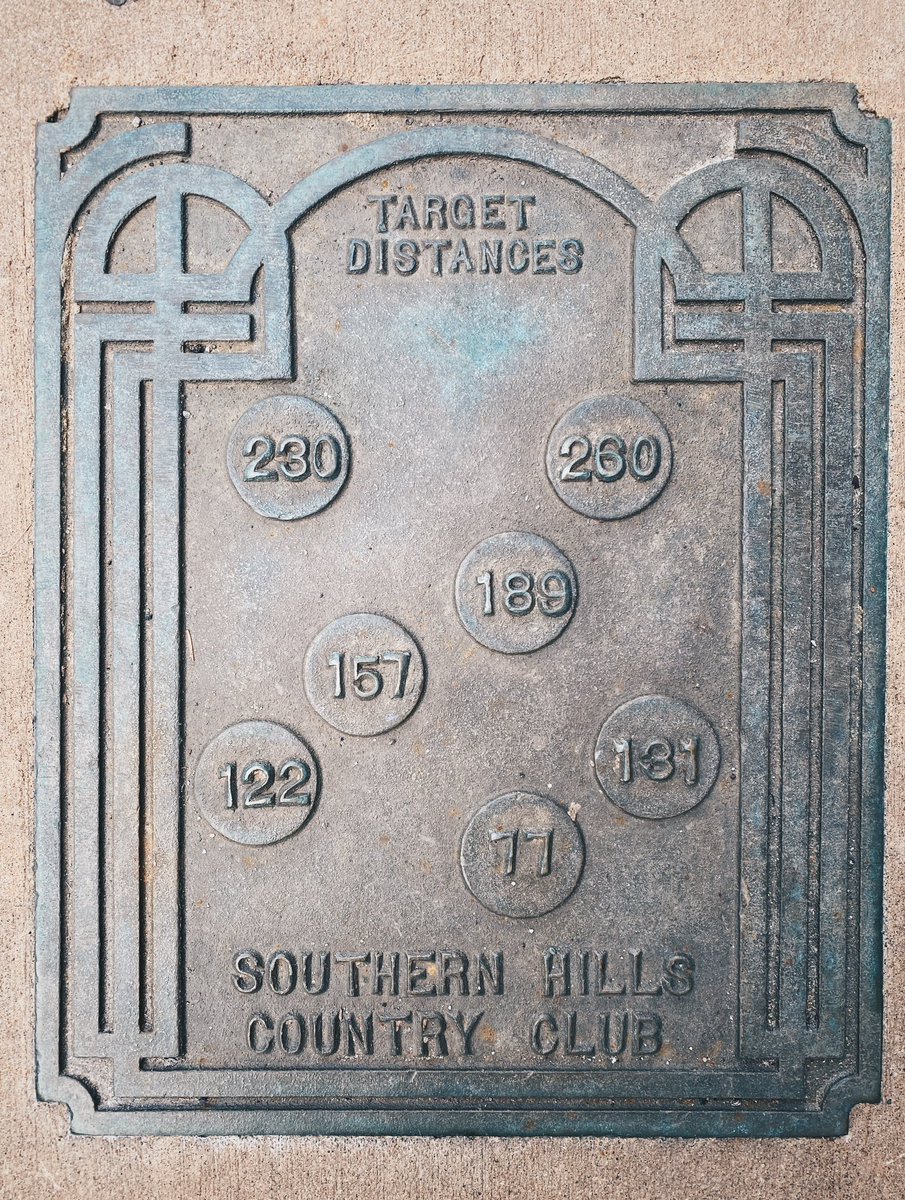 TARGET
DISTANCES
230 260
189
157
131
122
77
SOUTHERN HILLS
COUNTRY CLUB